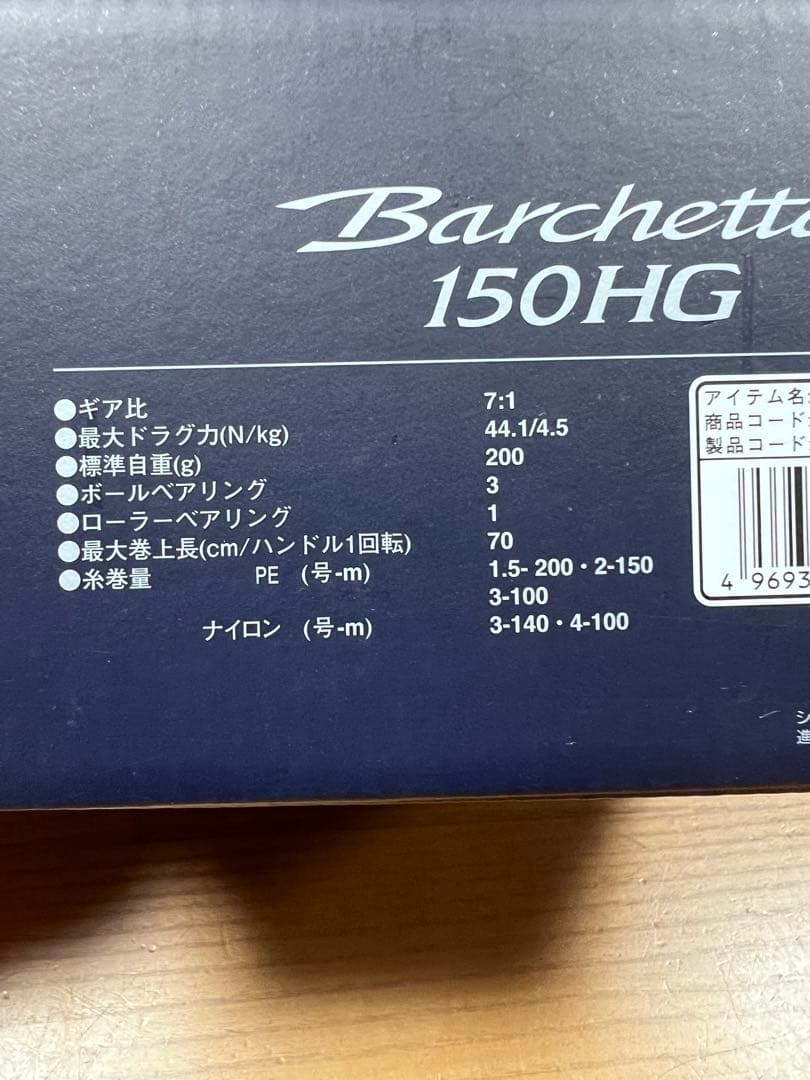 Barchetta
150HG
●ギア比 7:1
●最大ドラグ力(N/kg) 44.1/4.5
●標準自重(g) 200
●ボールベアリング 3
●ローラーベアリング 1
●最大巻上長(cm/ハンドル1回転) 70
●糸巻量 PE (号-m) 1.5- 200・2-150
3-100
ナイロン (号-m) 3-140・4-100
アイテム名
商品コード
製品コード
4 9693
シ
進